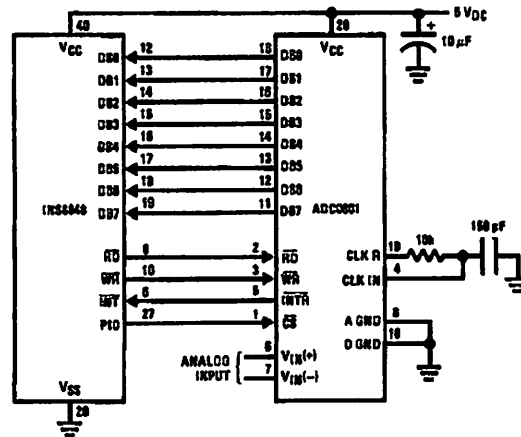 5 VDC
40
20
VCC
VCC
10 µF
+
DB0 12 18 DB0
DB1 13 17 DB1
DB2 14 16 DB2
DB3 15 15 DB3
DB4 16 14 DB4
DB5 17 13 DB5
DB6 18 12 DB6
DB7 19 11 DB7
INS8048
ADC0801
150 pF
RD 8 2 RD
CLK R 19 10k
WR 10 3 WR
CLK IN 4
INT 6 5 INTR
P10 27 1 CS
A GND 8
D GND 10
ANALOG
INPUT
6 VIN(+)
7 VIN(−)
VSS
20